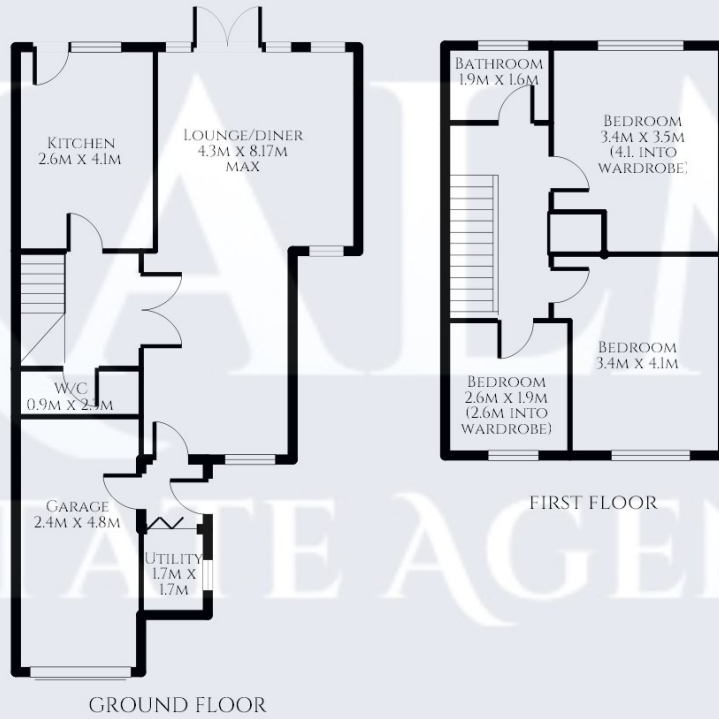 KITCHEN
2.6M X 4.1M
LOUNGE/DINER
4.3M X 8.17M
MAX
W/C
0.9M X 2.3M
GARAGE
2.4M X 4.8M
UTILITY
1.7M X
1.7M
GROUND FLOOR
BATHROOM
1.9M X 1.6M
BEDROOM
3.4M X 3.5M
(4.1. INTO
WARDROBE)
BEDROOM
3.4M X 4.1M
BEDROOM
2.6M X 1.9M
(2.6M INTO
WARDROBE)
FIRST FLOOR